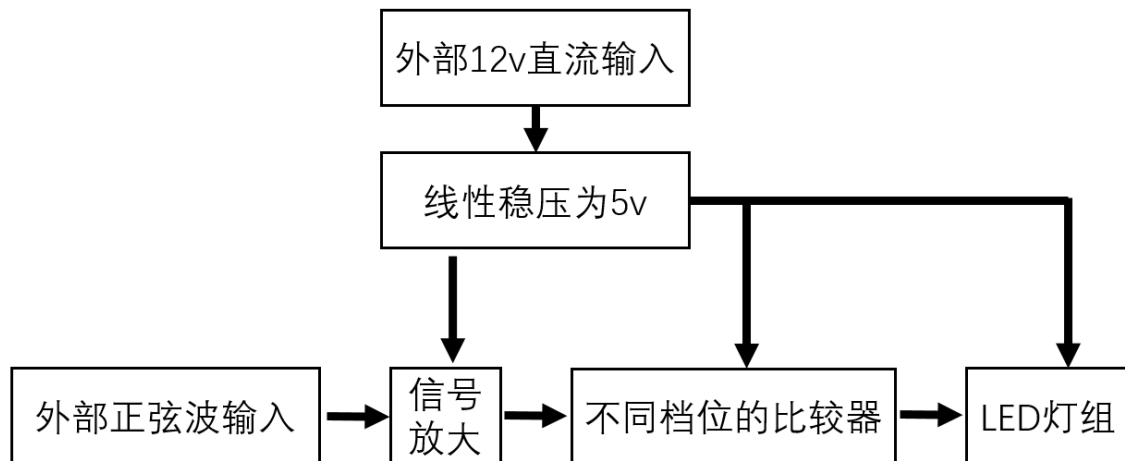 外部12v直流输入
线性稳压为5v
外部正弦波输入
信号
放大
不同档位的比较器
LED灯组